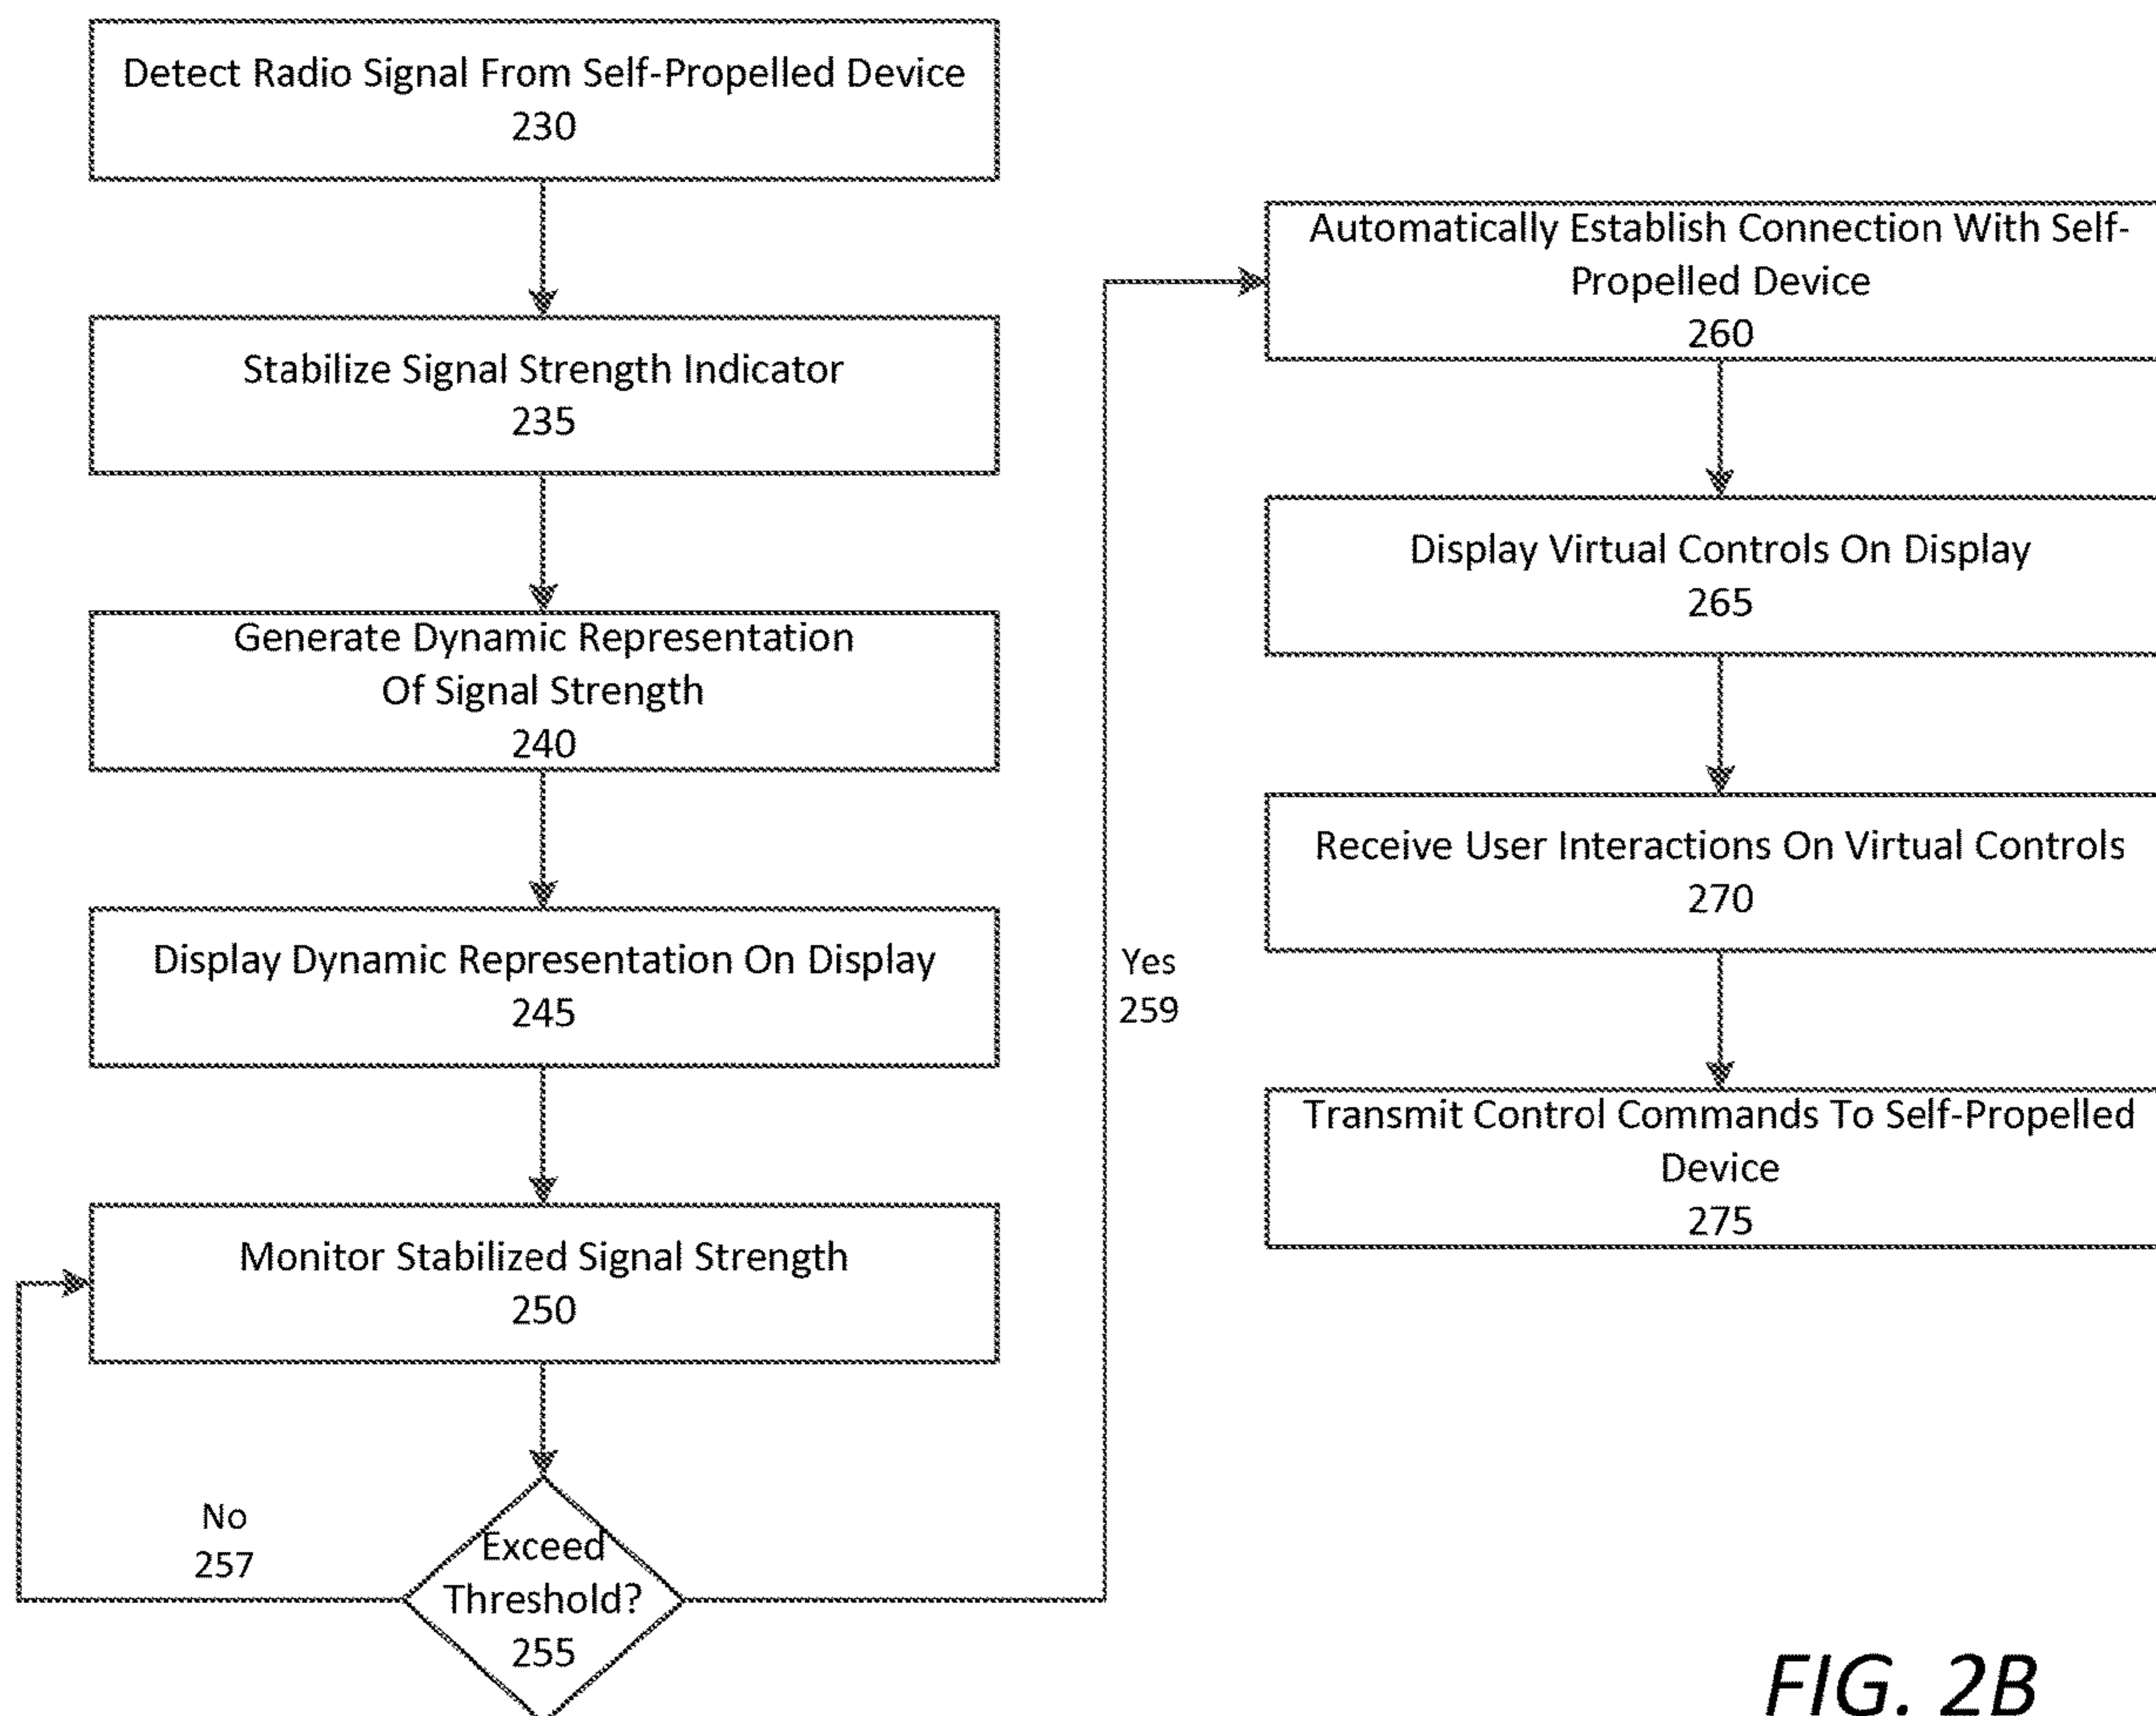 Detect Radio Signal From Self-Propelled Device
230
Stabilize Signal Strength Indicator
235
Generate Dynamic Representation
Of Signal Strength
240
Display Dynamic Representation On Display
245
Monitor Stabilized Signal Strength
250
Exceed
Threshold?
255
No
257
Yes
259
Automatically Establish Connection With Self-
Propelled Device
260
Display Virtual Controls On Display
265
Receive User Interactions On Virtual Controls
270
Transmit Control Commands To Self-Propelled
Device
275
FIG. 2B